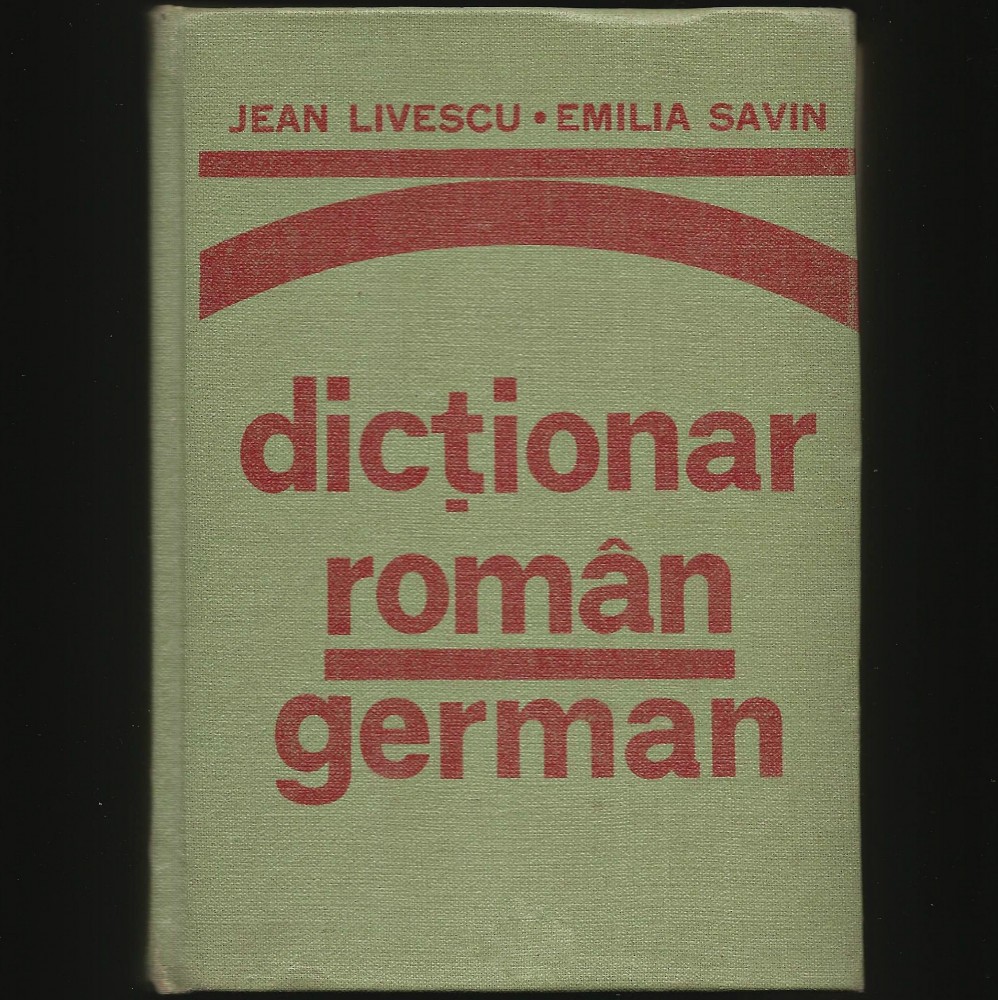 JEAN LIVESCU • EMILIA SAVIN
dicționar
român
german